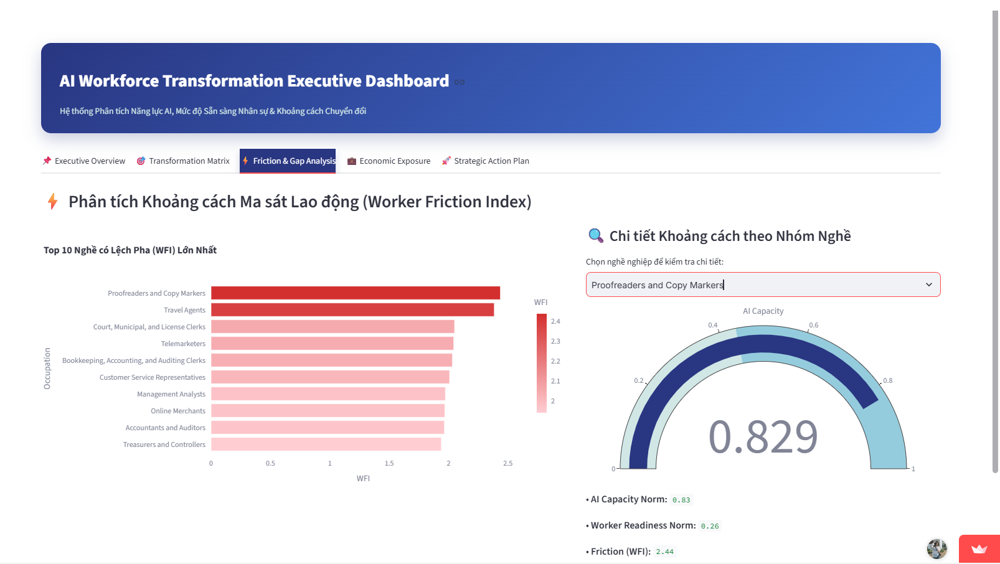 AI Workforce Transformation Executive Dashboard
Hệ thống Phân tích Năng lực AI, Mức độ Sẵn sàng Nhân sự & Khoảng cách Chuyển đổi
Executive Overview
Transformation Matrix
Friction & Gap Analysis
Economic Exposure
Strategic Action Plan
Phân tích Khoảng cách Ma sát Lao động (Worker Friction Index)
Top 10 Nghề có Lệch Pha (WFI) Lớn Nhất
Occupation
Proofreaders and Copy Markers
Travel Agents
Court, Municipal, and License Clerks
Telemarketers
Bookkeeping, Accounting, and Auditing Clerks
Customer Service Representatives
Management Analysts
Online Merchants
Accountants and Auditors
Treasurers and Controllers
0 0.5 1 1.5 2 2.5
WFI
WFI
2.4
2.3
2.2
2.1
2
Chi tiết Khoảng cách theo Nhóm Nghề
Chọn nghề nghiệp để kiểm tra chi tiết:
Proofreaders and Copy Markers
AI Capacity
0
0.2
0.4
0.6
0.8
1
0.829
• AI Capacity Norm: 0.83
• Worker Readiness Norm: 0.26
• Friction (WFI): 2.44